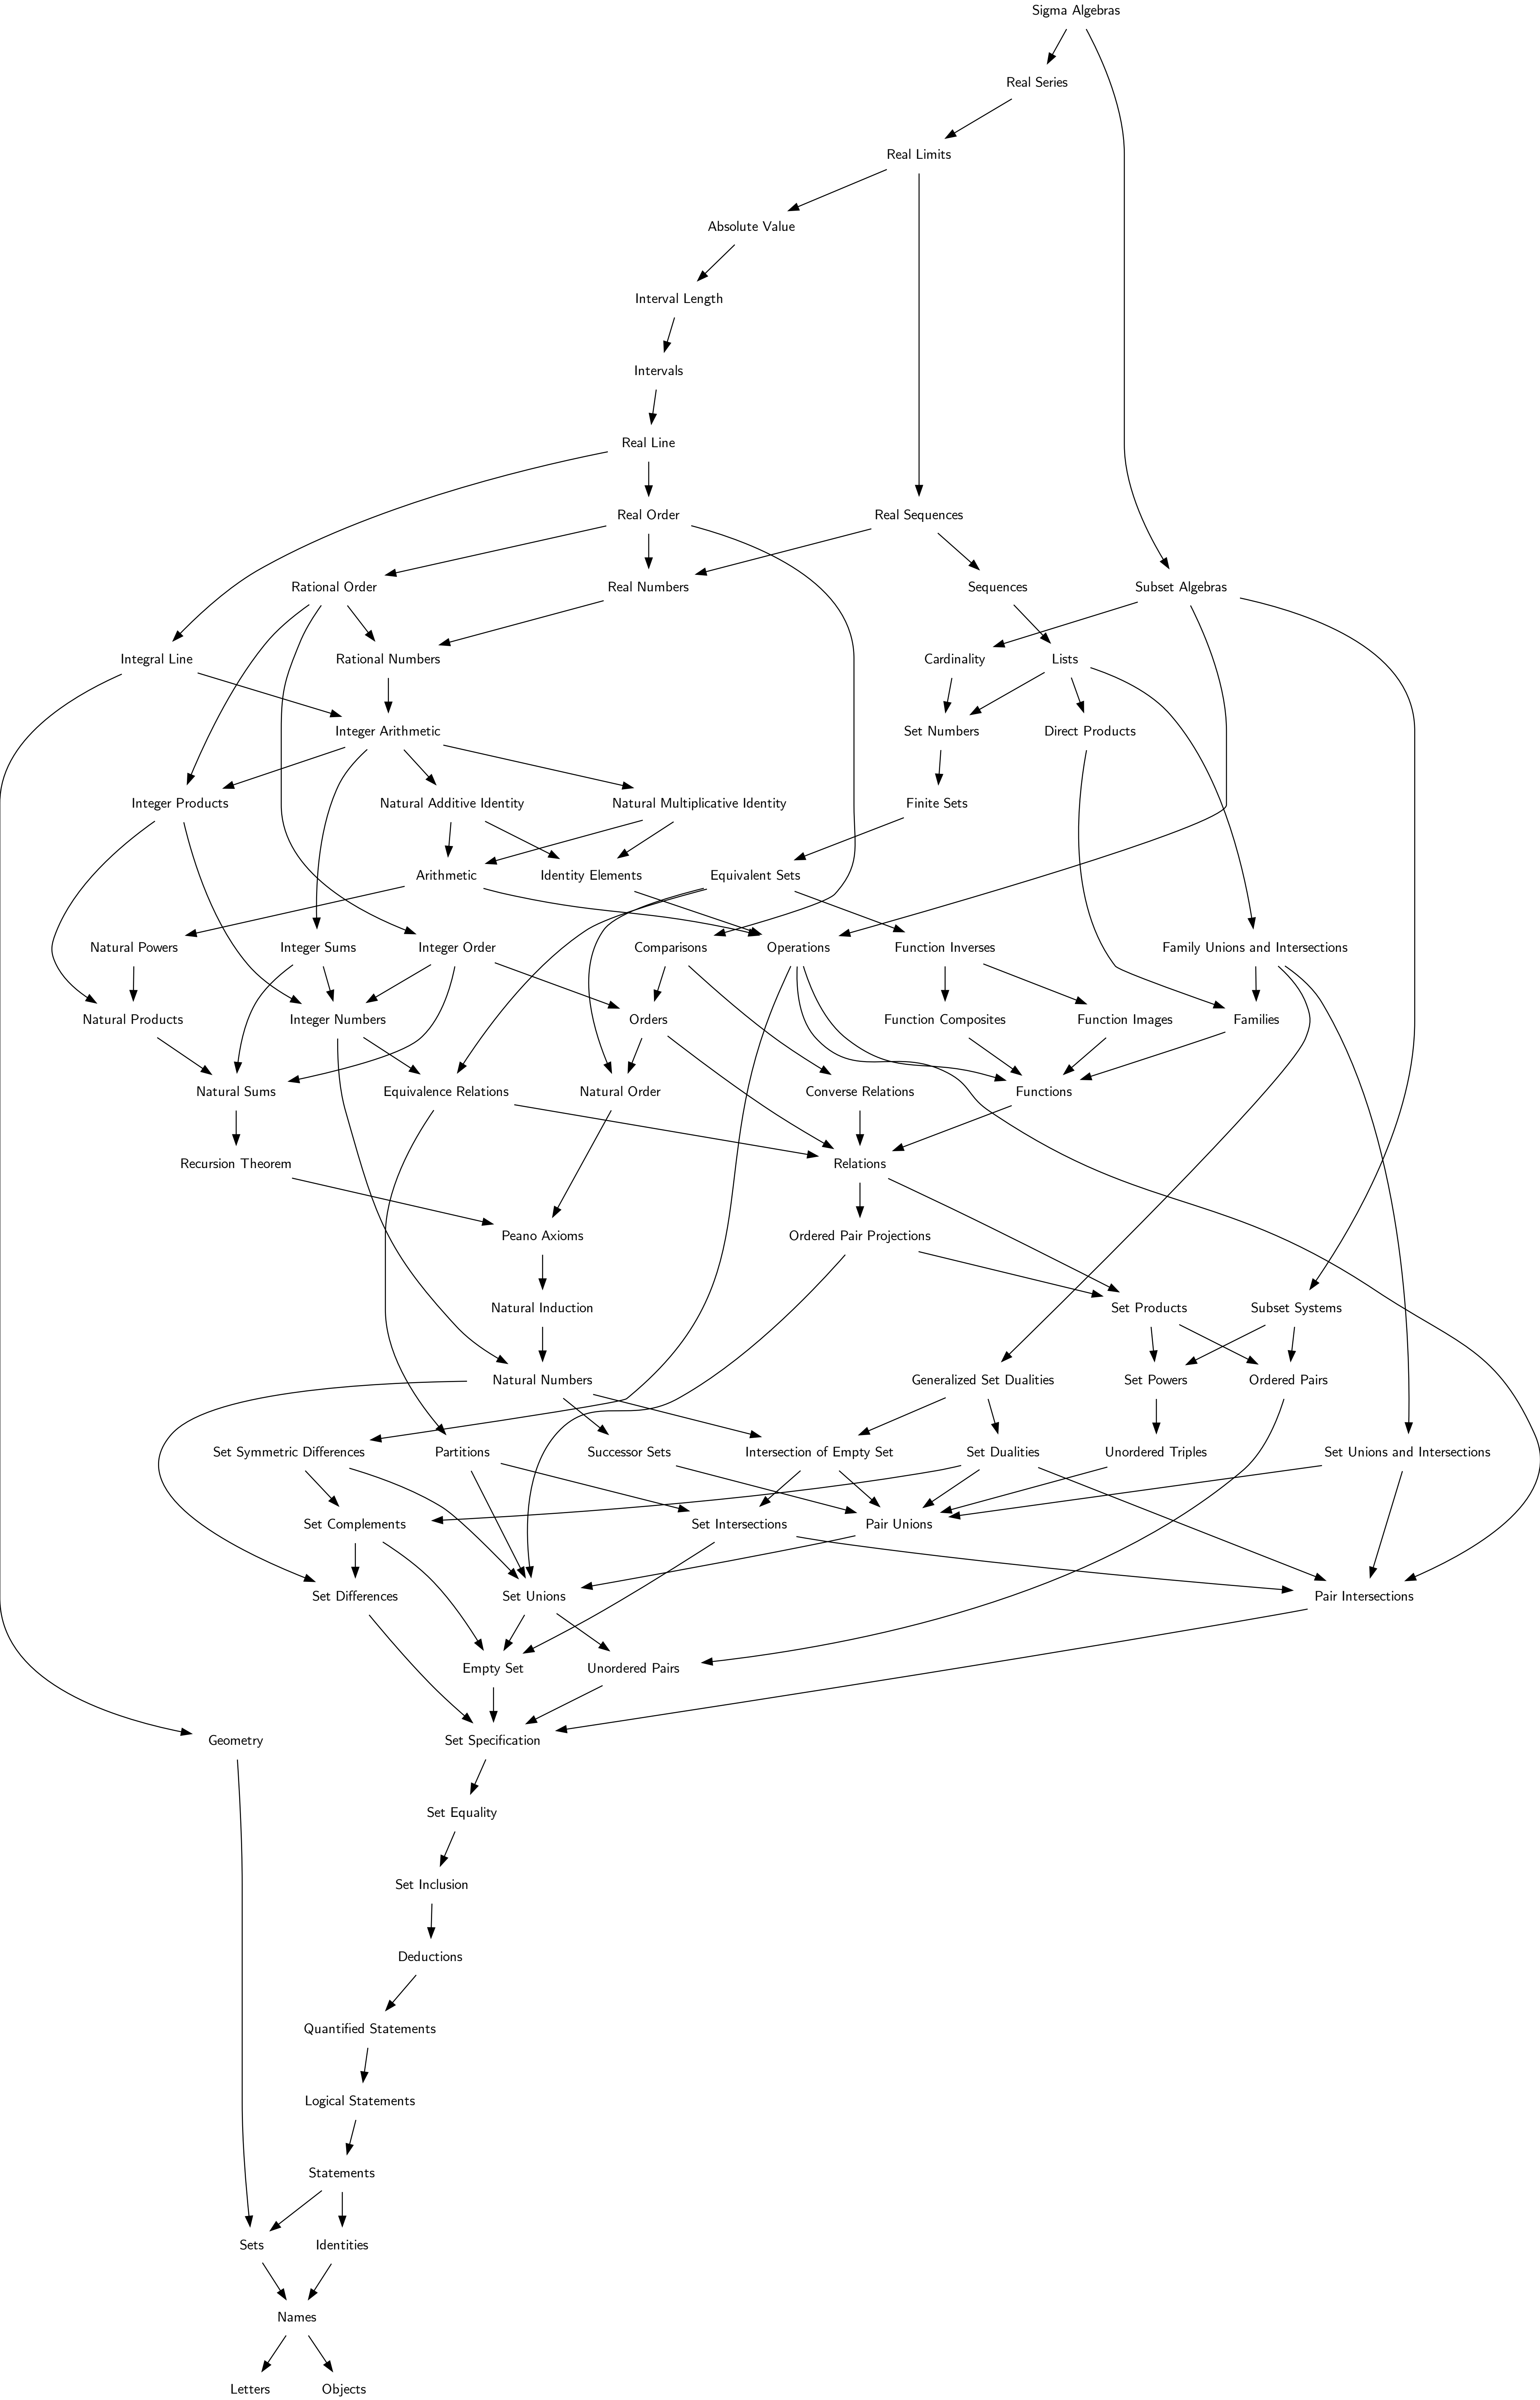 Sigma Algebras
Real Series
Real Limits
Absolute Value
Interval Length
Intervals
Real Line
Real Order
Real Sequences
Rational Order
Real Numbers
Sequences
Subset Algebras
Integral Line
Rational Numbers
Cardinality
Lists
Integer Arithmetic
Set Numbers
Direct Products
Integer Products
Natural Additive Identity
Natural Multiplicative Identity
Finite Sets
Arithmetic
Identity Elements
Equivalent Sets
Natural Powers
Integer Sums
Integer Order
Comparisons
Operations
Function Inverses
Family Unions and Intersections
Natural Products
Integer Numbers
Orders
Function Composites
Function Images
Families
Natural Sums
Equivalence Relations
Natural Order
Converse Relations
Functions
Recursion Theorem
Relations
Peano Axioms
Ordered Pair Projections
Natural Induction
Set Products
Subset Systems
Natural Numbers
Generalized Set Dualities
Set Powers
Ordered Pairs
Set Symmetric Differences
Partitions
Successor Sets
Intersection of Empty Set
Set Dualities
Unordered Triples
Set Unions and Intersections
Set Complements
Set Intersections
Pair Unions
Set Differences
Set Unions
Pair Intersections
Empty Set
Unordered Pairs
Geometry
Set Specification
Set Equality
Set Inclusion
Deductions
Quantified Statements
Logical Statements
Statements
Sets
Identities
Names
Letters
Objects